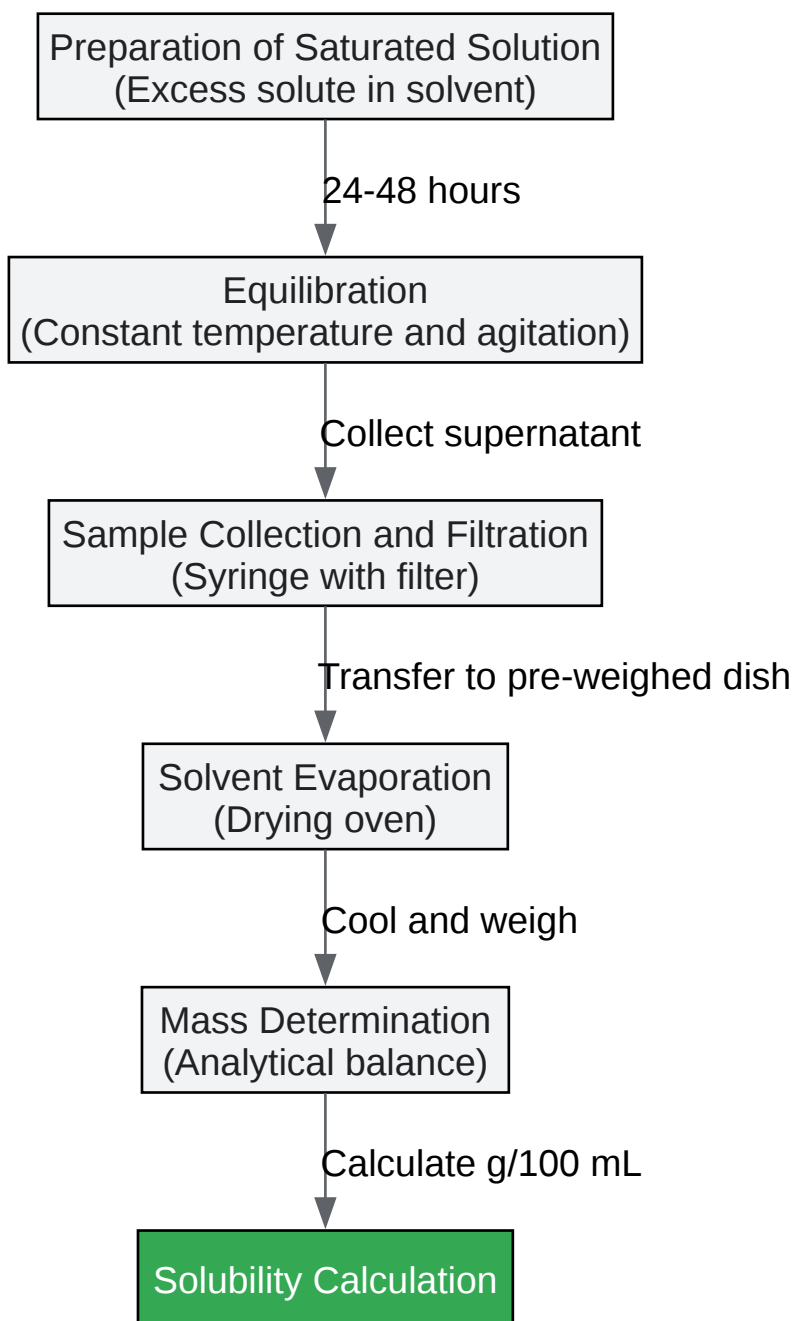 Preparation of Saturated Solution
(Excess solute in solvent)
24-48 hours
Equilibration
(Constant temperature and agitation)
Collect supernatant
Sample Collection and Filtration
(Syringe with filter)
Transfer to pre-weighed dish
Solvent Evaporation
(Drying oven)
Cool and weigh
Mass Determination
(Analytical balance)
Calculate g/100 mL
Solubility Calculation